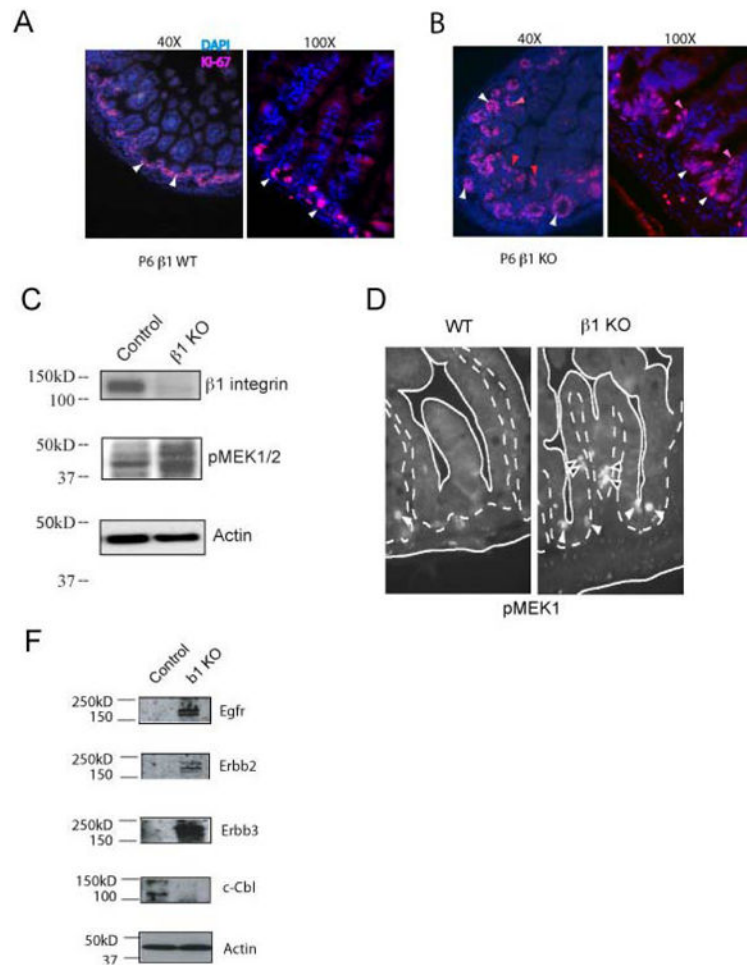 A
40X
100X
DAPI
KI-67
P6 β1 WT
B
40X
100X
P6 β1 KO
C
Control
β1 KO
150kD --
100 --
β1 integrin
50kD --
37 --
pMEK1/2
50kD --
37 --
Actin
D
WT
β1 KO
pMEK1
F
Control
b1 KO
250kD
150
Egfr
250kD
150
Erbb2
250kD
150
Erbb3
150kD
100
c-Cbl
50kD
37
Actin